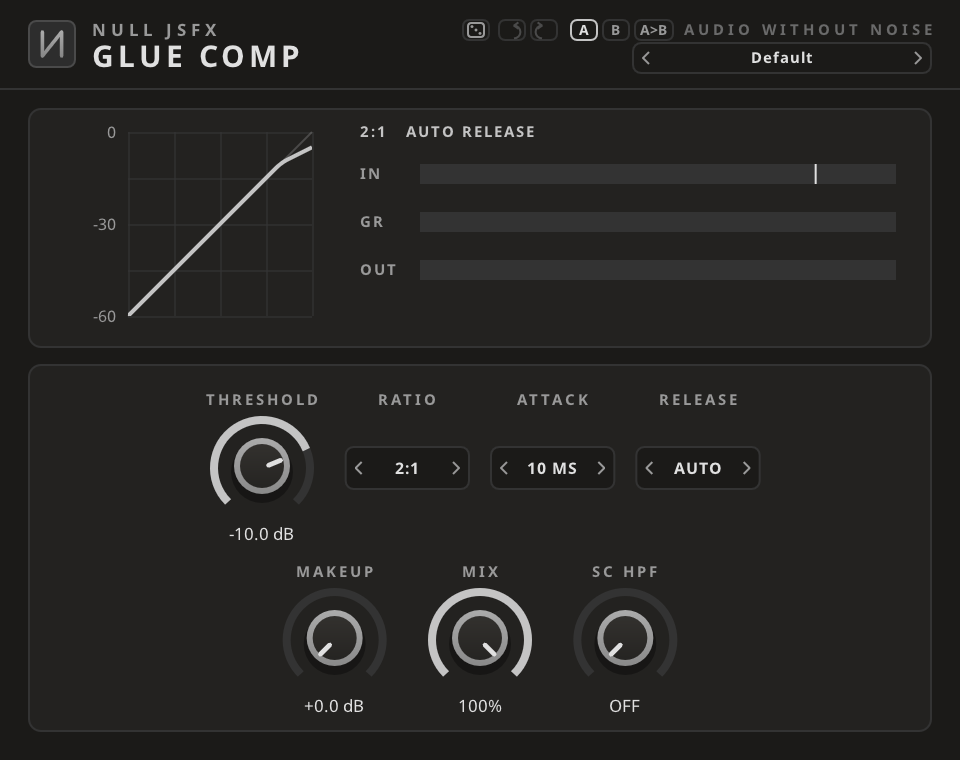 NULL JSFX
GLUE COMP
A B A>B AUDIO WITHOUT NOISE
Default
0
-30
-60
2:1 AUTO RELEASE
IN
GR
OUT
THRESHOLD RATIO ATTACK RELEASE
2:1 10 MS AUTO
-10.0 dB
MAKEUP MIX SC HPF
+0.0 dB 100% OFF